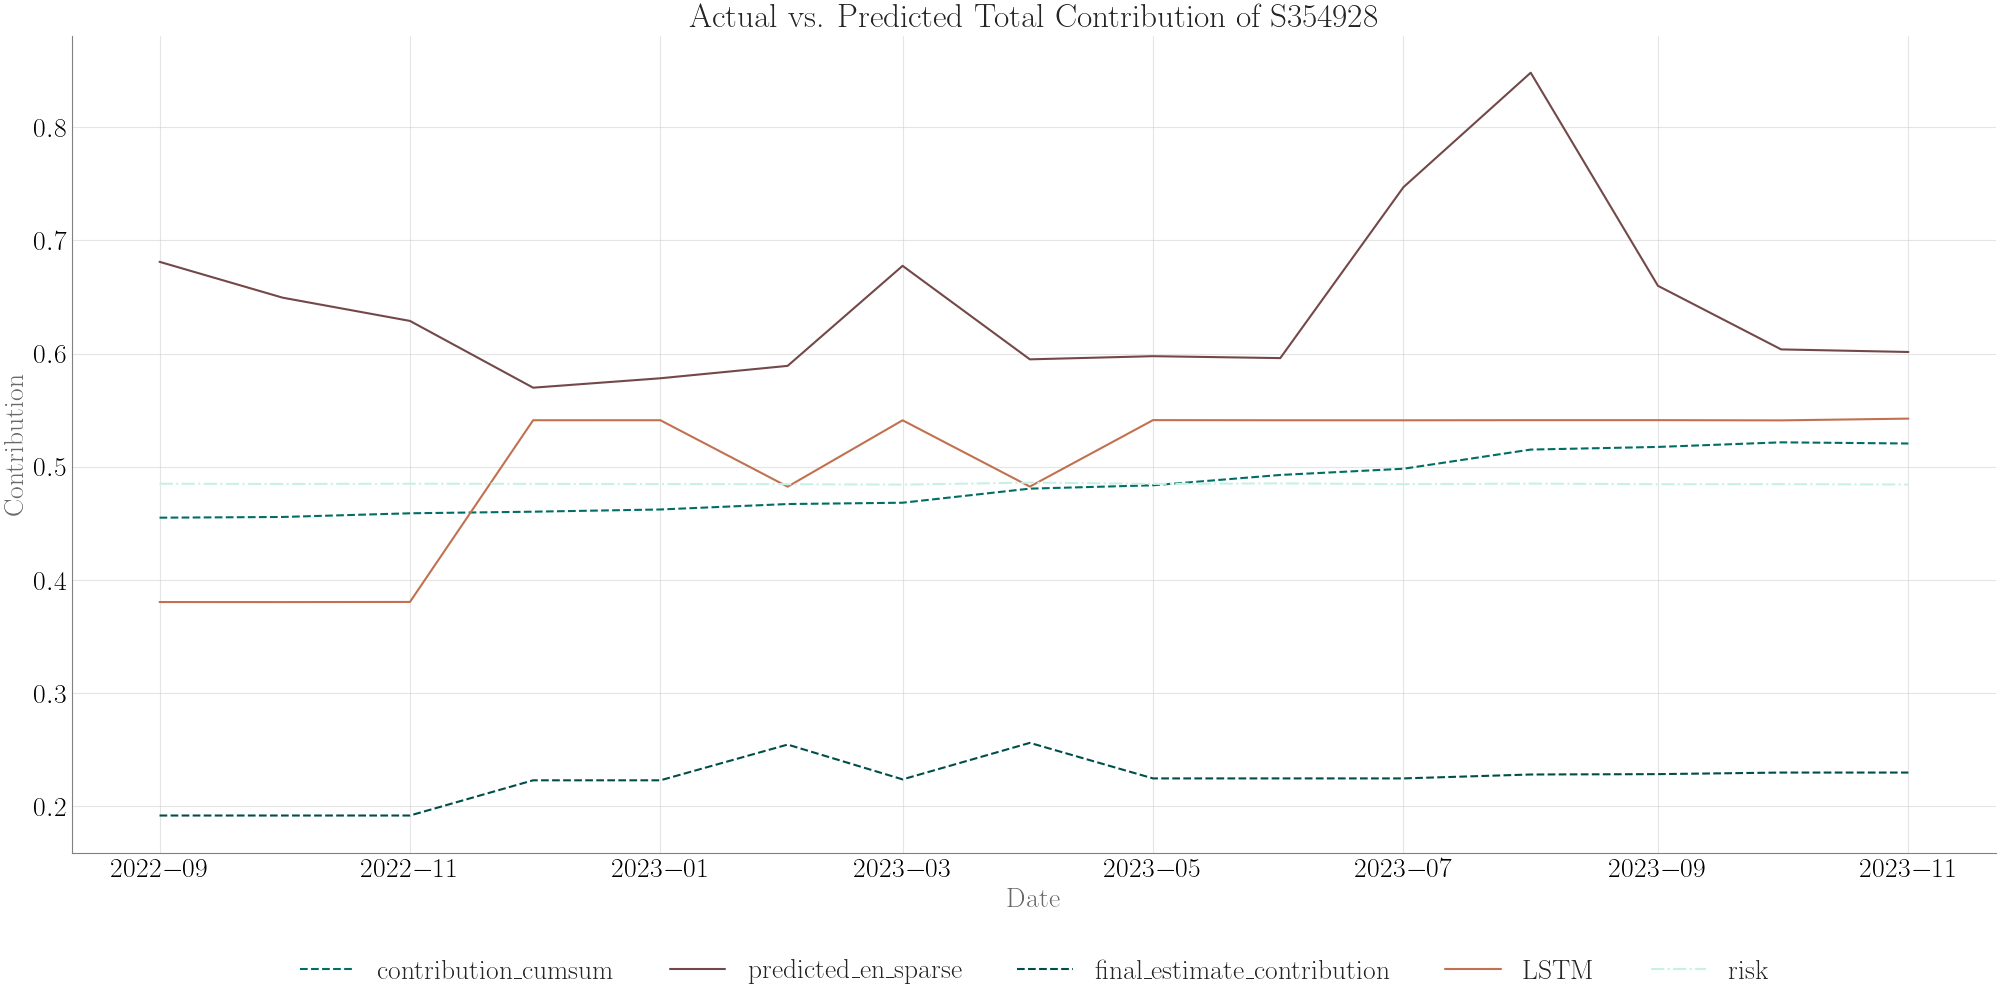 Actual vs. Predicted Total Contribution of S354928
Contribution
0.8
0.7
0.6
0.5
0.4
0.3
0.2
2022−09 2022−11 2023−01 2023−03 2023−05 2023−07 2023−09 2023−11
Date
contribution_cumsum predicted_en_sparse final_estimate_contribution LSTM risk